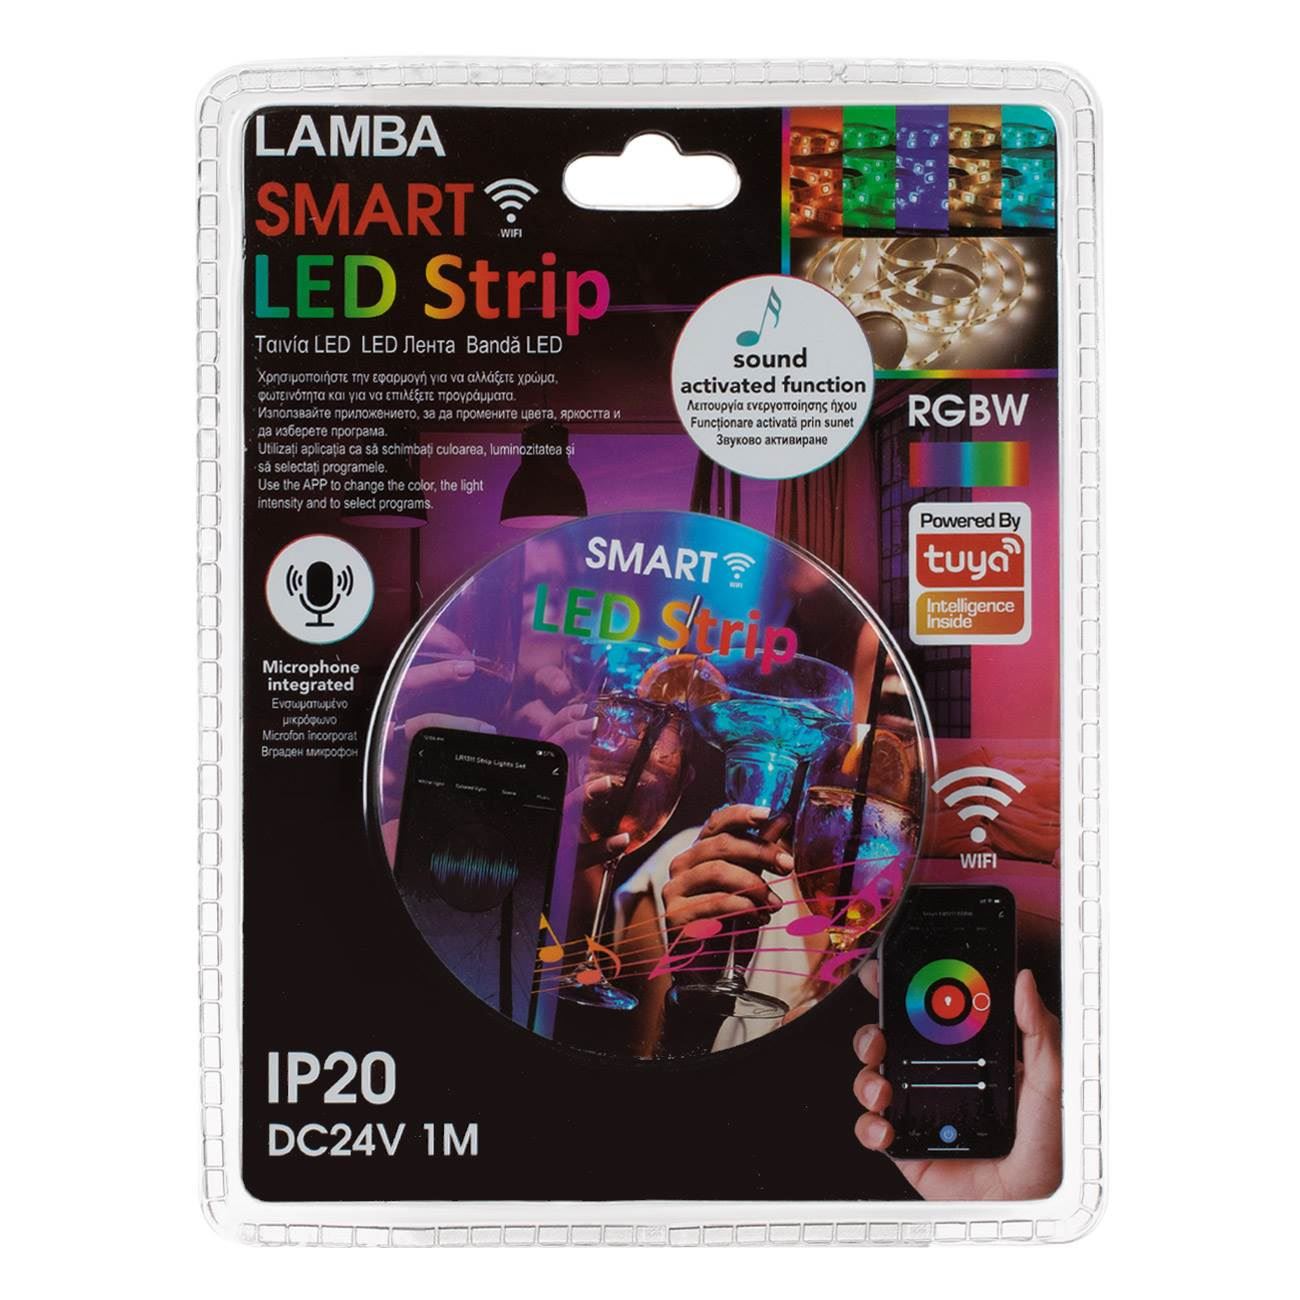 LAMBA
SMART
WIFI
LED Strip
Ταινία LED LED Лента Bandă LED
Χρησιμοποιήστε την εφαρμογή για να αλλάξετε χρώμα,
φωτεινότητα και για να επιλέξετε προγράμματα.
Използвайте приложението, за да промените цвета, яркостта и
да изберете програма.
Utilizați aplicația ca să schimbați culoarea, luminozitatea și
să selectați programele.
Use the APP to change the color, the light
intensity and to select programs.
sound
activated function
Λειτουργία ενεργοποίησης ήχου
Funcționare activată prin sunet
Звуково активиране
RGBW
Powered By
tuya
Intelligence
Inside
Microphone
integrated
Ενσωματωμένο
μικρόφωνο
Microfon încorporat
Вграден микрофон
SMART
WIFI
LED Strip
LR1311 Strip Lights Set
WIFI
IP20
DC24V 1M